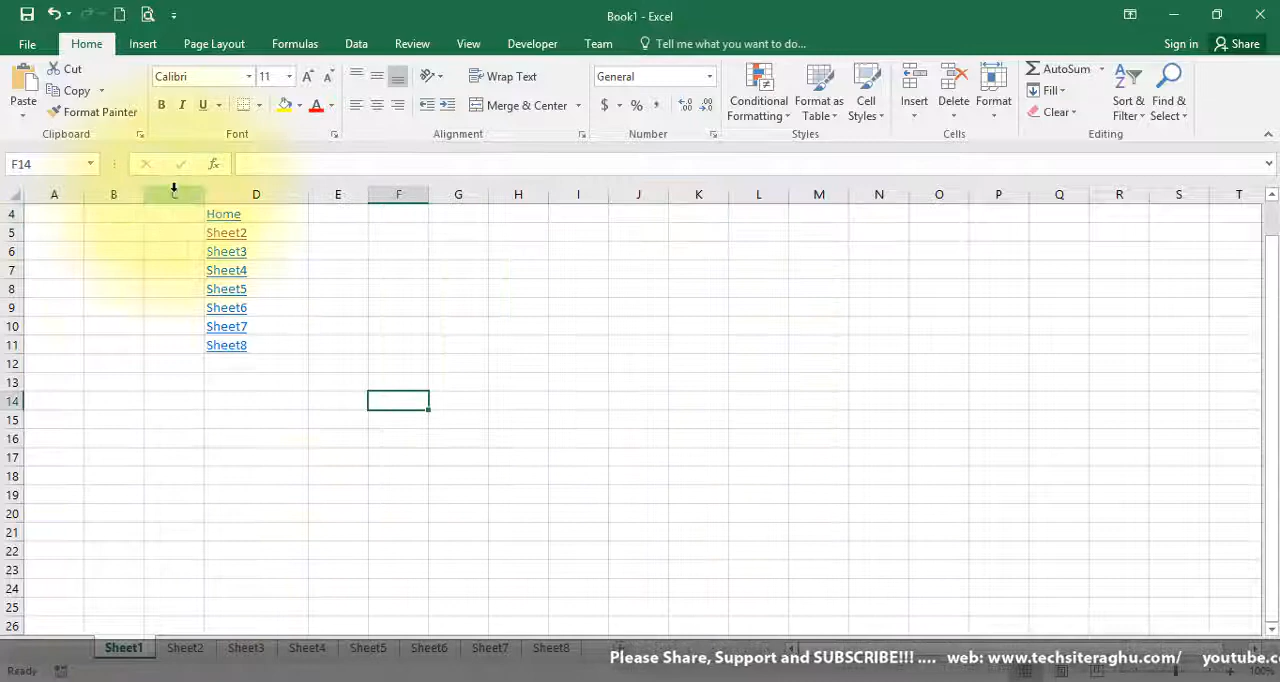 Book1 - Excel
File Home Insert Page Layout Formulas Data Review View Developer Team Tell me what you want to do... Sign in Share
Paste
Cut
Copy
Format Painter
Clipboard
Calibri 11
B I U
Font
Wrap Text
Merge & Center
Alignment
General
$ % ,
Number
Conditional Formatting
Format as Table
Cell Styles
Styles
Insert Delete Format
Cells
AutoSum
Fill
Clear
Sort & Filter
Find & Select
Editing
F14 fx
A B C D E F G H I J K L M N O P Q R S T
4 Home
5 Sheet2
6 Sheet3
7 Sheet4
8 Sheet5
9 Sheet6
10 Sheet7
11 Sheet8
12
13
14
15
16
17
18
19
20
21
22
23
24
25
26
Sheet1 Sheet2 Sheet3 Sheet4 Sheet5 Sheet6 Sheet7 Sheet8
Please Share, Support and SUBSCRIBE!!! .... web: www.techsiteraghu.com/ youtube.c
Ready 100%